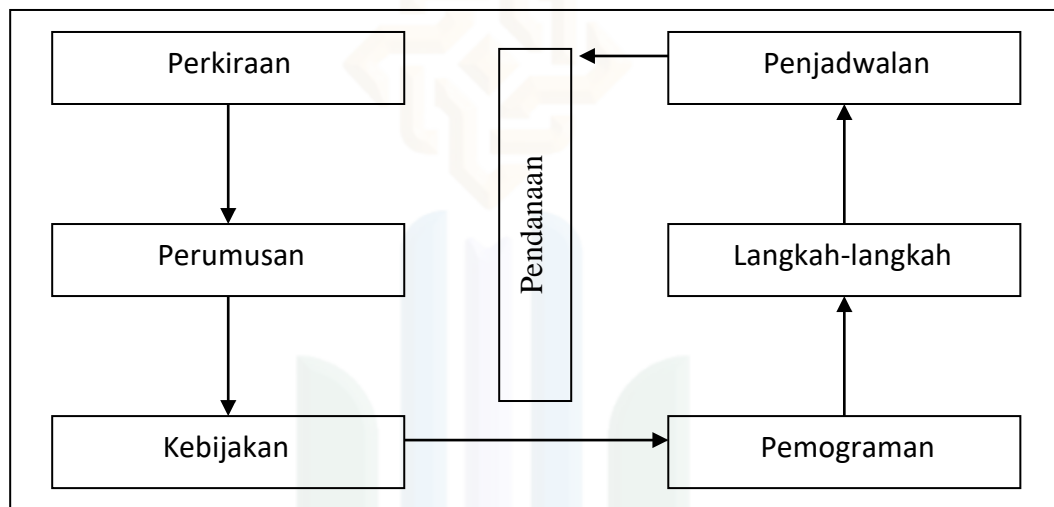 Perkiraan
Perumusan
Kebijakan
Pemograman
Langkah-langkah
Penjadwalan
Pendanaan